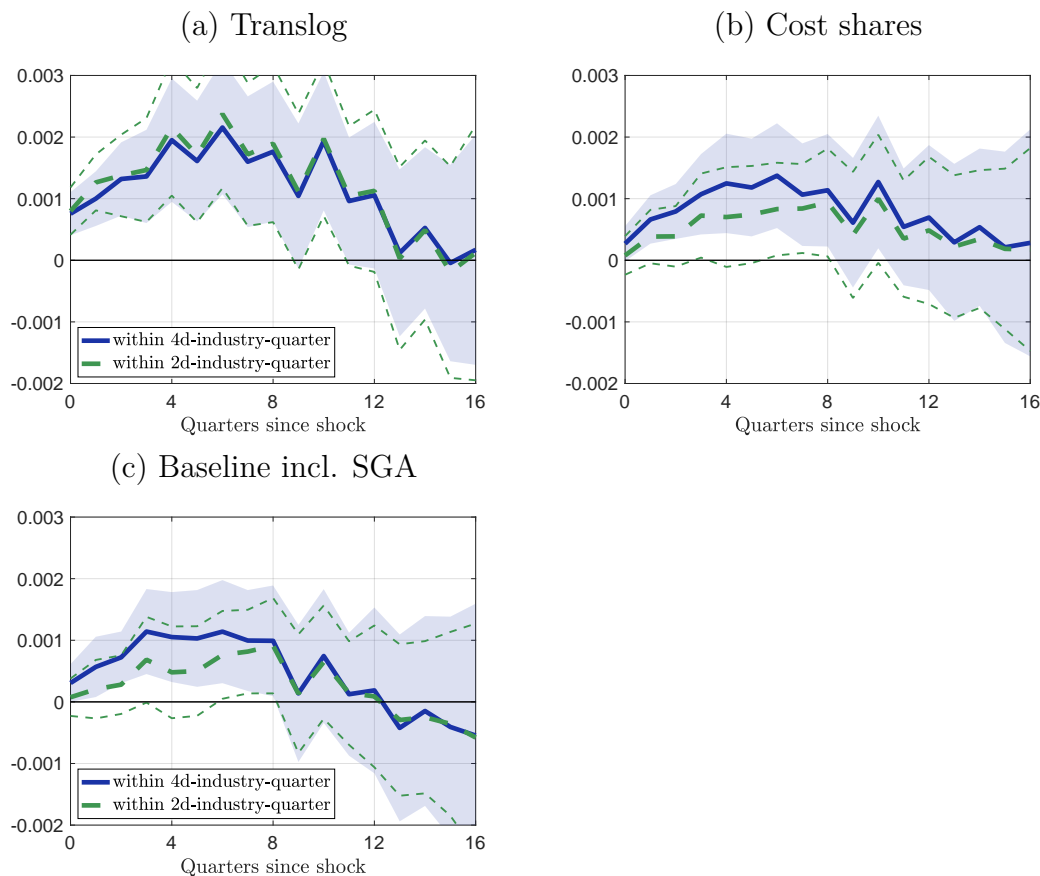 (a) Translog
0.003
0.002
0.001
0
-0.001
-0.002
within 4d-industry-quarter
within 2d-industry-quarter
0 4 8 12 16
Quarters since shock
(b) Cost shares
0.003
0.002
0.001
0
-0.001
-0.002
0 4 8 12 16
Quarters since shock
(c) Baseline incl. SGA
0.003
0.002
0.001
0
-0.001
-0.002
within 4d-industry-quarter
within 2d-industry-quarter
0 4 8 12 16
Quarters since shock